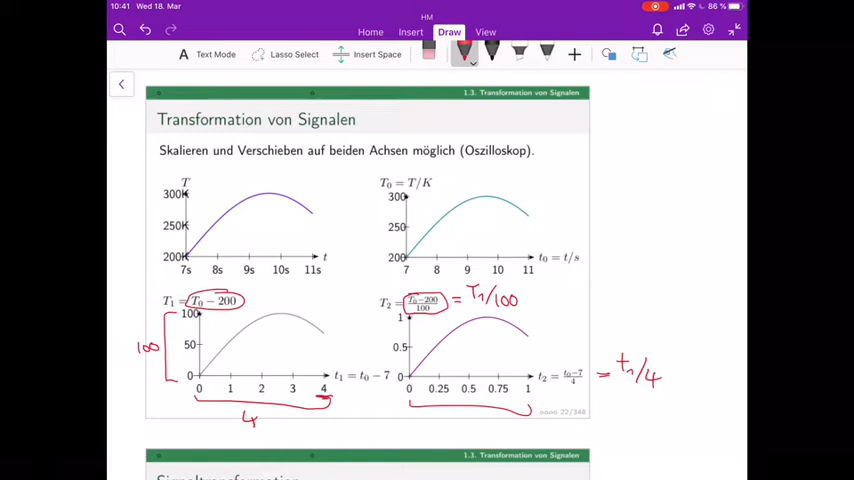 10:41 Wed 18. Mar
86 %
HM
Home Insert Draw View
A Text Mode Lasso Select Insert Space
1.3. Transformation von Signalen
Transformation von Signalen
Skalieren und Verschieben auf beiden Achsen möglich (Oszilloskop).
T
300K
250K
200K
7s 8s 9s 10s 11s
t
T₀ = T/K
300
250
200
7 8 9 10 11
t₀ = t/s
T₁ = T₀ − 200
100
50
0
0 1 2 3 4
t₁ = t₀ − 7
100
4
T₂ = (T₀−200)/100 = T₁/100
1
0.5
0
0 0.25 0.5 0.75 1
t₂ = (t₀−7)/4 = t₁/4
22/348
1.3. Transformation von Signalen
Signaltransformation